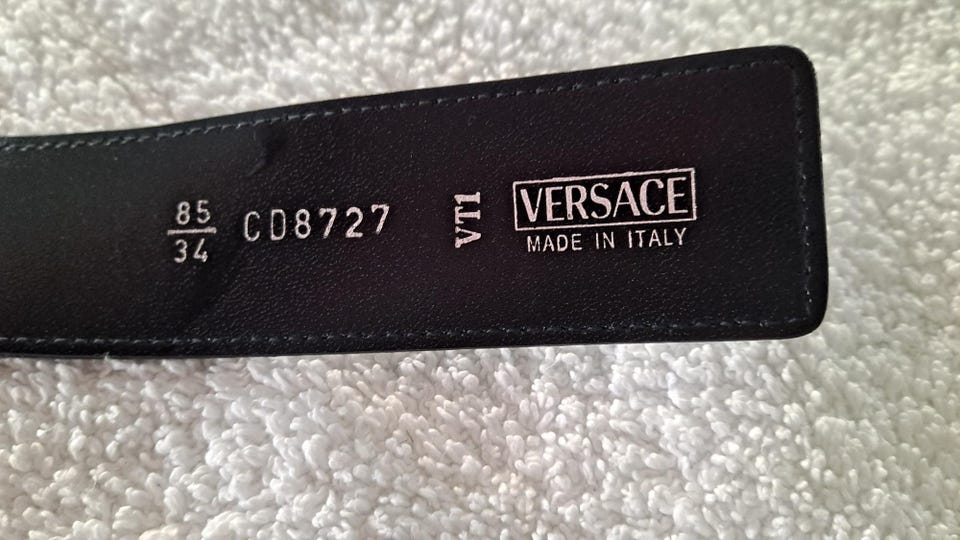 85
34
CD8727
VT1
VERSACE
MADE IN ITALY